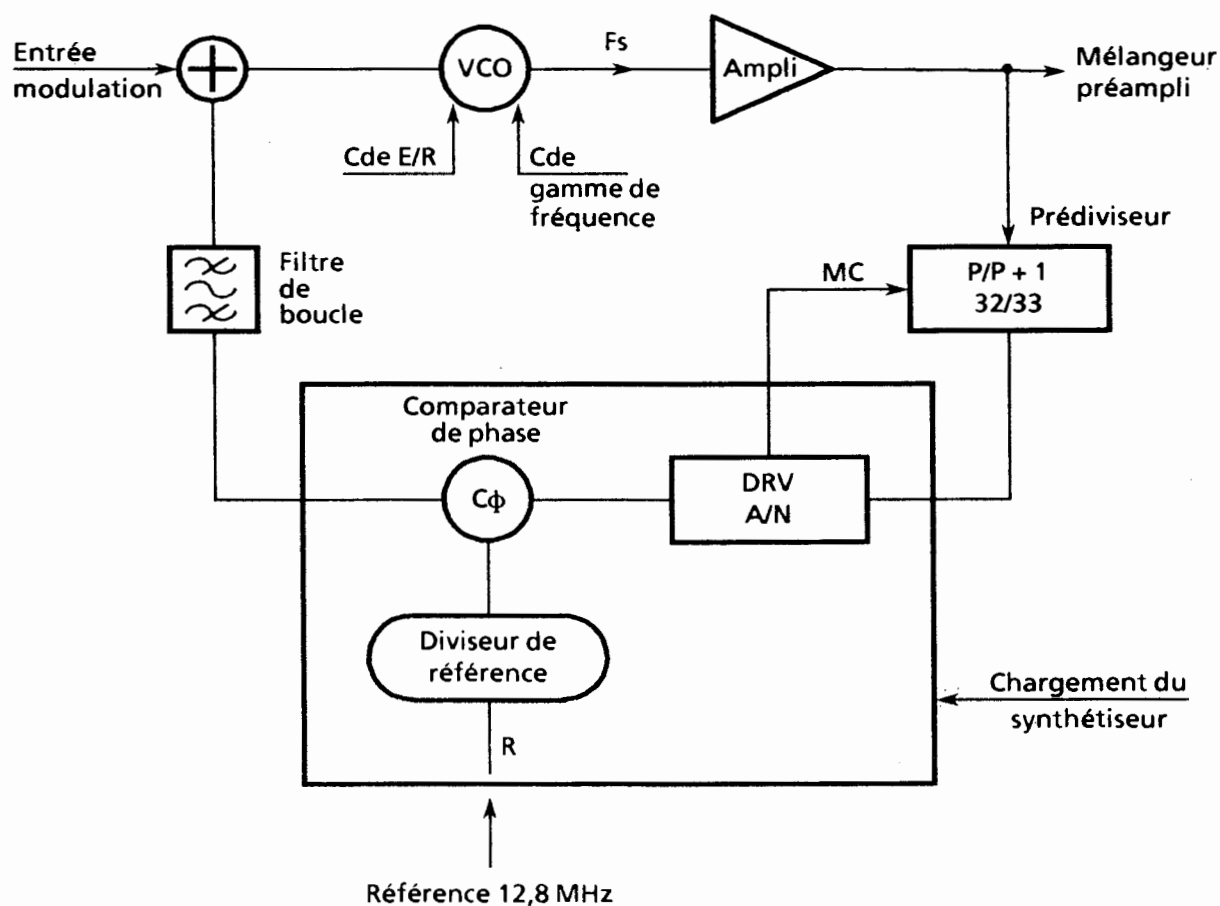 Entrée
modulation
+
VCO
Fs
Ampli
Mélangeur
préampli
Cde E/R
Cde
gamme de
fréquence
Prédiviseur
Filtre
de
boucle
MC
P/P + 1
32/33
Comparateur
de phase
Cϕ
DRV
A/N
Diviseur de
référence
R
Chargement du
synthétiseur
Référence 12,8 MHz